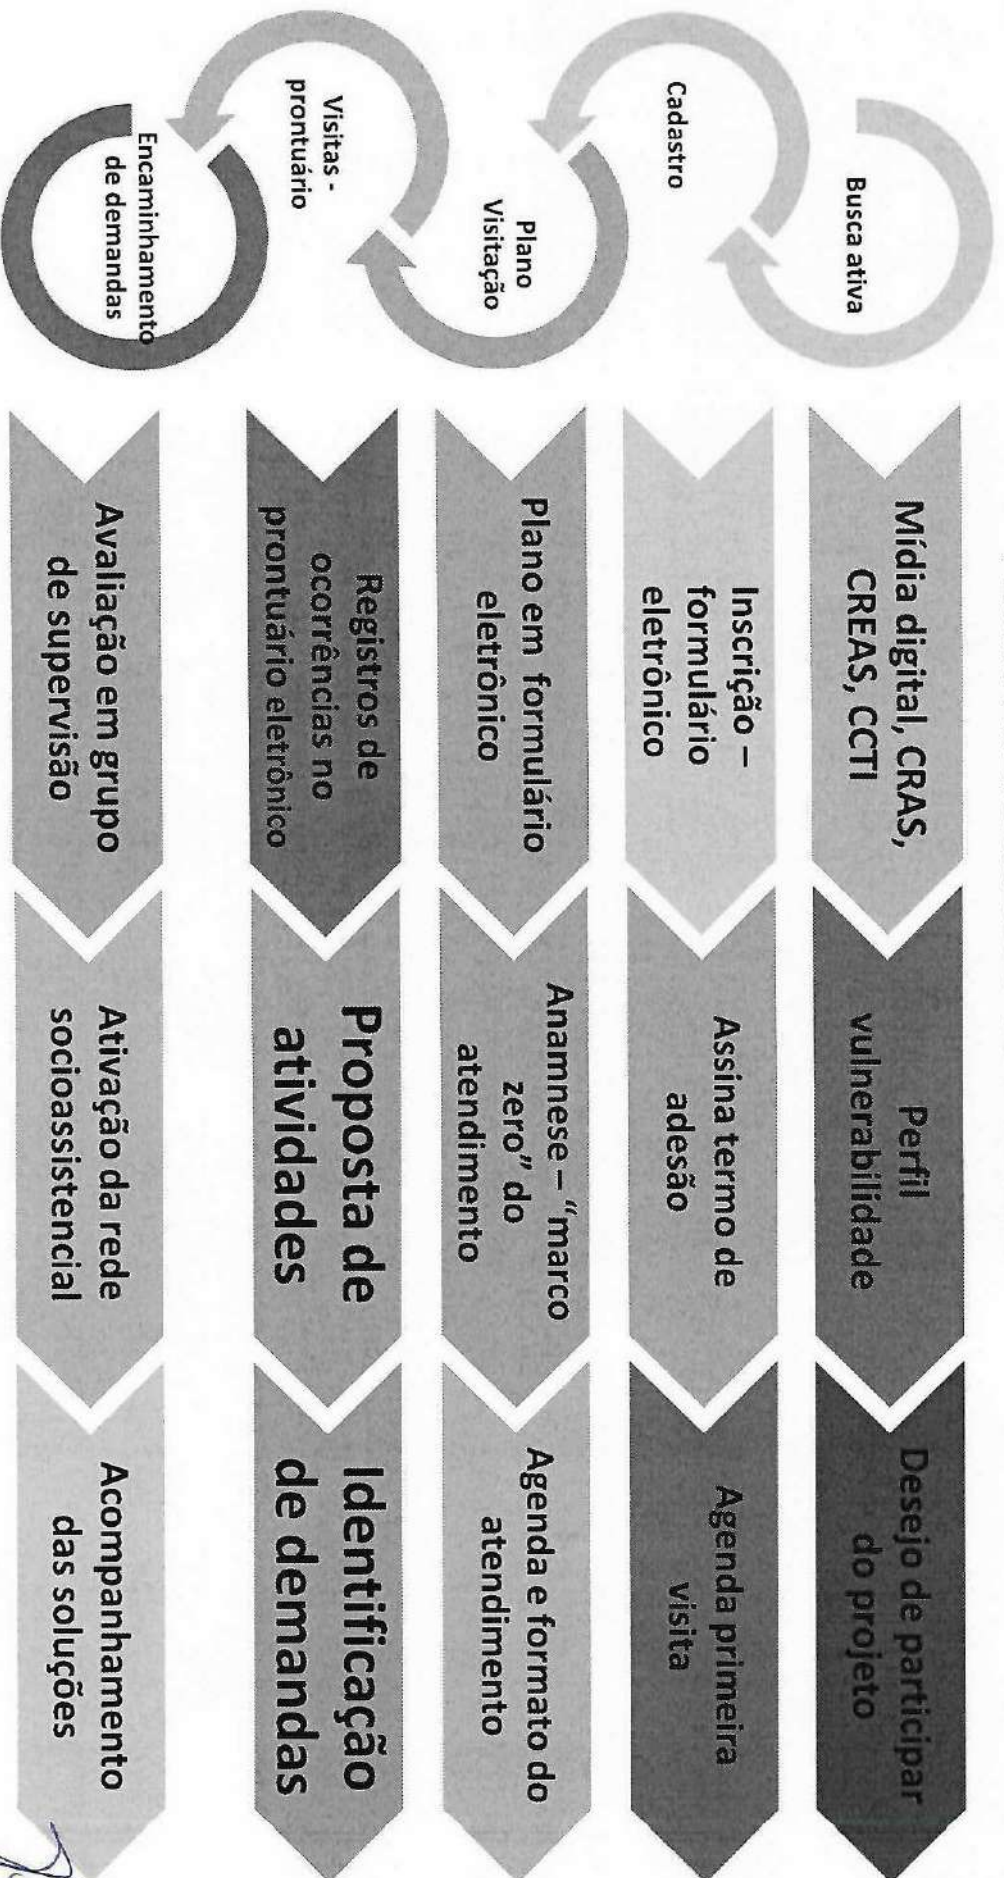 Busca ativa
Mídia digital, CRAS,
CREAS, CCTI
Perfil
vulnerabilidade
Desejo de participar
do projeto
Cadastro
Inscrição –
formulário
eletrônico
Assina termo de
adesão
Agenda primeira
visita
Plano
Visitação
Plano em formulário
eletrônico
Anamnese – “marco
zero” do
atendimento
Agenda e formato do
atendimento
Visitas -
prontuário
Registros de
ocorrências no
prontuário eletrônico
Proposta de
atividades
Identificação
de demandas
Encaminhamento
de demandas
Avaliação em grupo
de supervisão
Ativação da rede
socioassistencial
Acompanhamento
das soluções